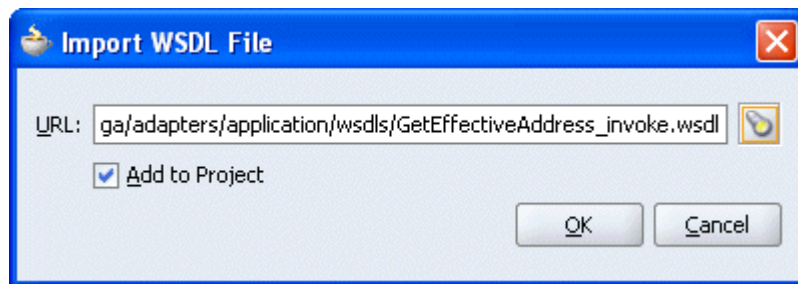 Import WSDL File
URL: ga/adapters/application/wsdls/GetEffectiveAddress_invoke.wsdl
Add to Project
OK Cancel